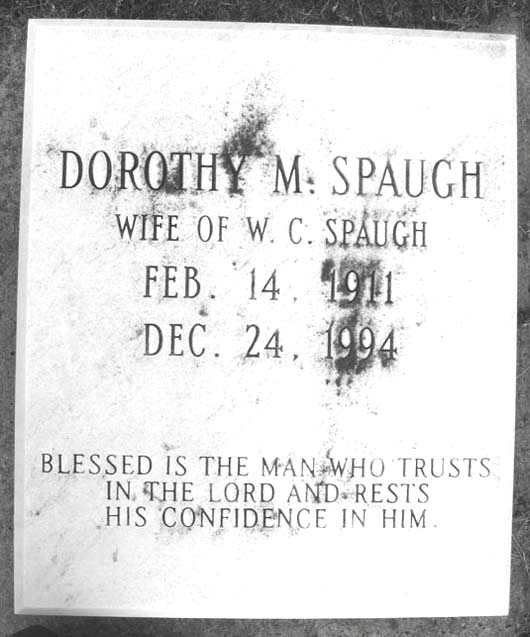 DOROTHY M. SPAUGH
WIFE OF W. C. SPAUGH
FEB. 14, 1911
DEC. 24, 1994
BLESSED IS THE MAN WHO TRUSTS
IN THE LORD AND RESTS
HIS CONFIDENCE IN HIM.